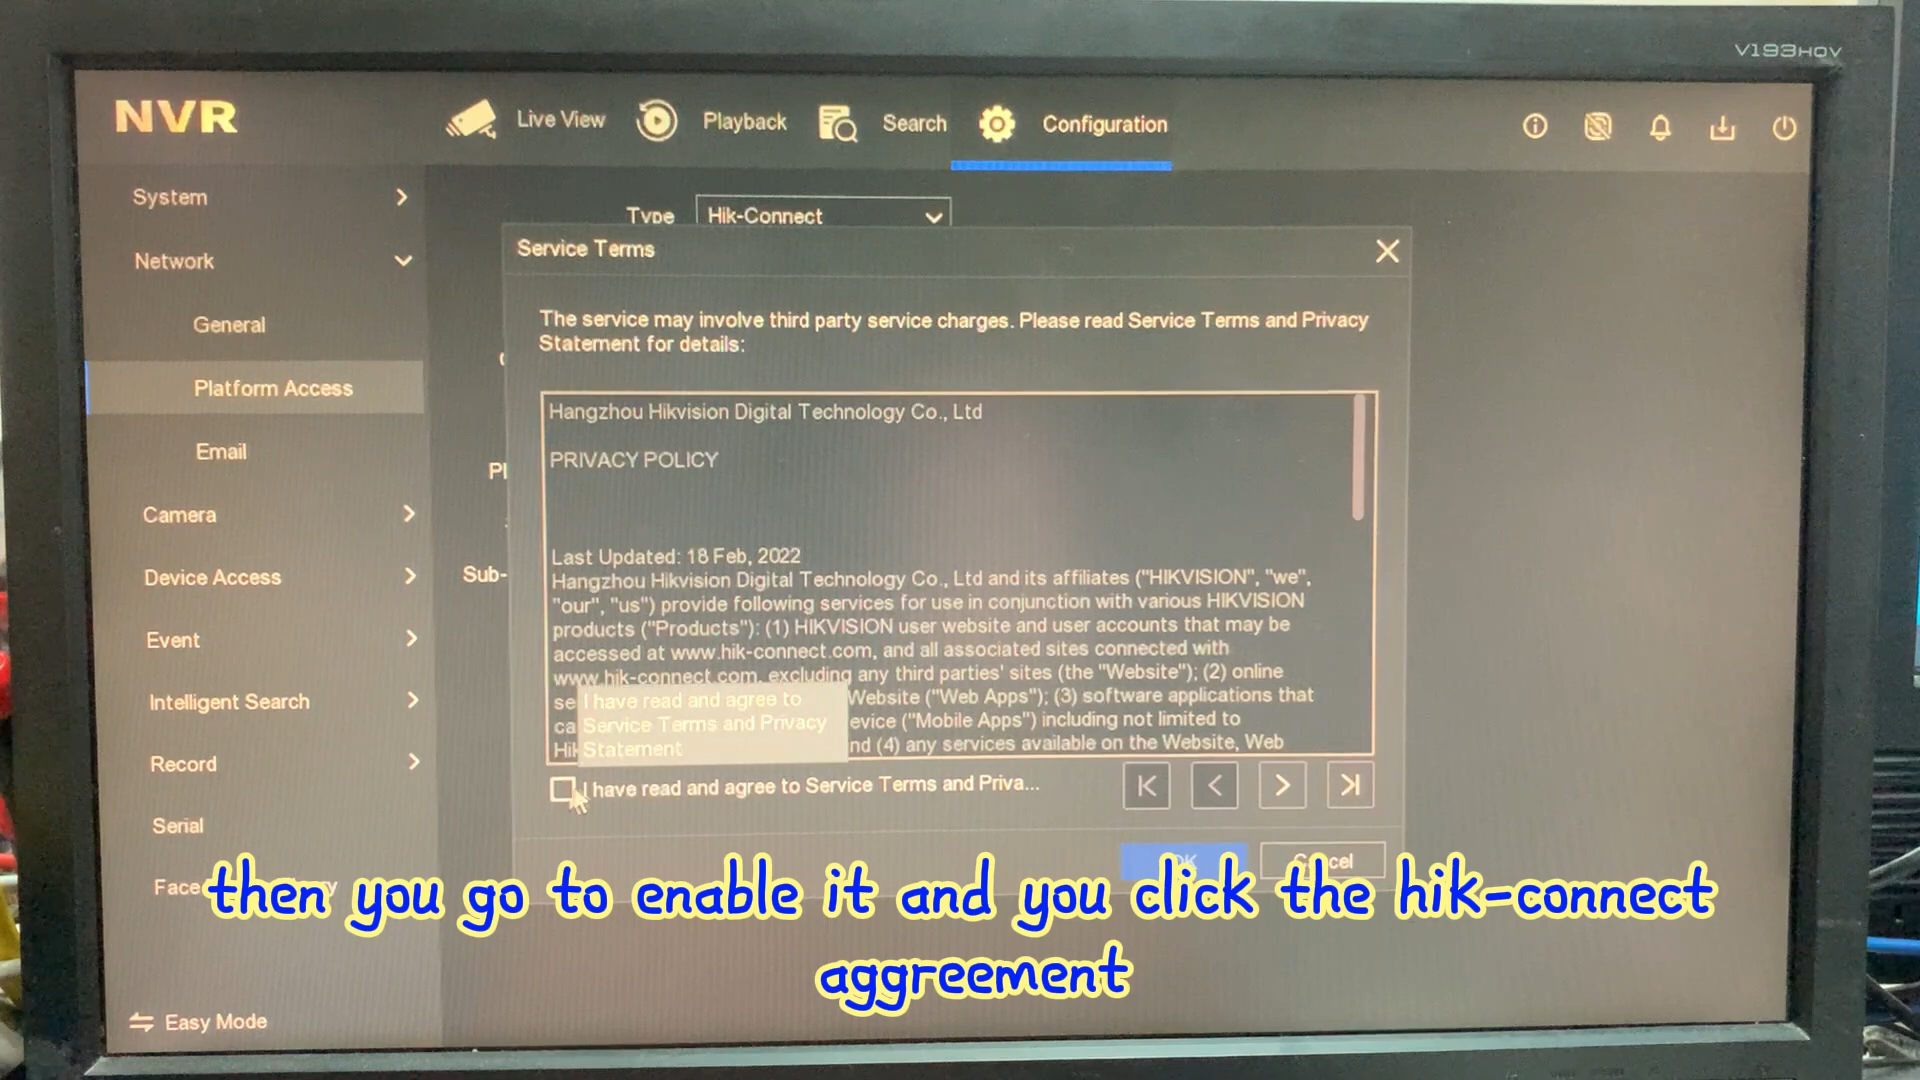 V193HQV
NVR
Live View
Playback
Search
Configuration
System
Network
General
Platform Access
Email
Camera
Device Access
Event
Intelligent Search
Record
Serial
Easy Mode
Type
Hik-Connect
Sub-
Service Terms
The service may involve third party service charges. Please read Service Terms and Privacy
Statement for details:
Hangzhou Hikvision Digital Technology Co., Ltd
PRIVACY POLICY
Last Updated: 18 Feb, 2022
Hangzhou Hikvision Digital Technology Co., Ltd and its affiliates ("HIKVISION", "we",
"our", "us") provide following services for use in conjunction with various HIKVISION
products ("Products"): (1) HIKVISION user website and user accounts that may be
accessed at www.hik-connect.com, and all associated sites connected with
www.hik-connect.com, excluding any third parties' sites (the "Website"); (2) online
Website ("Web Apps"); (3) software applications that
("Mobile Apps") including not limited to
(4) any services available on the Website, Web
I have read and agree to
Service Terms and Privacy
Statement
I have read and agree to Service Terms and Priva...
OK
Cancel
then you go to enable it and you click the hik-connect
aggreement